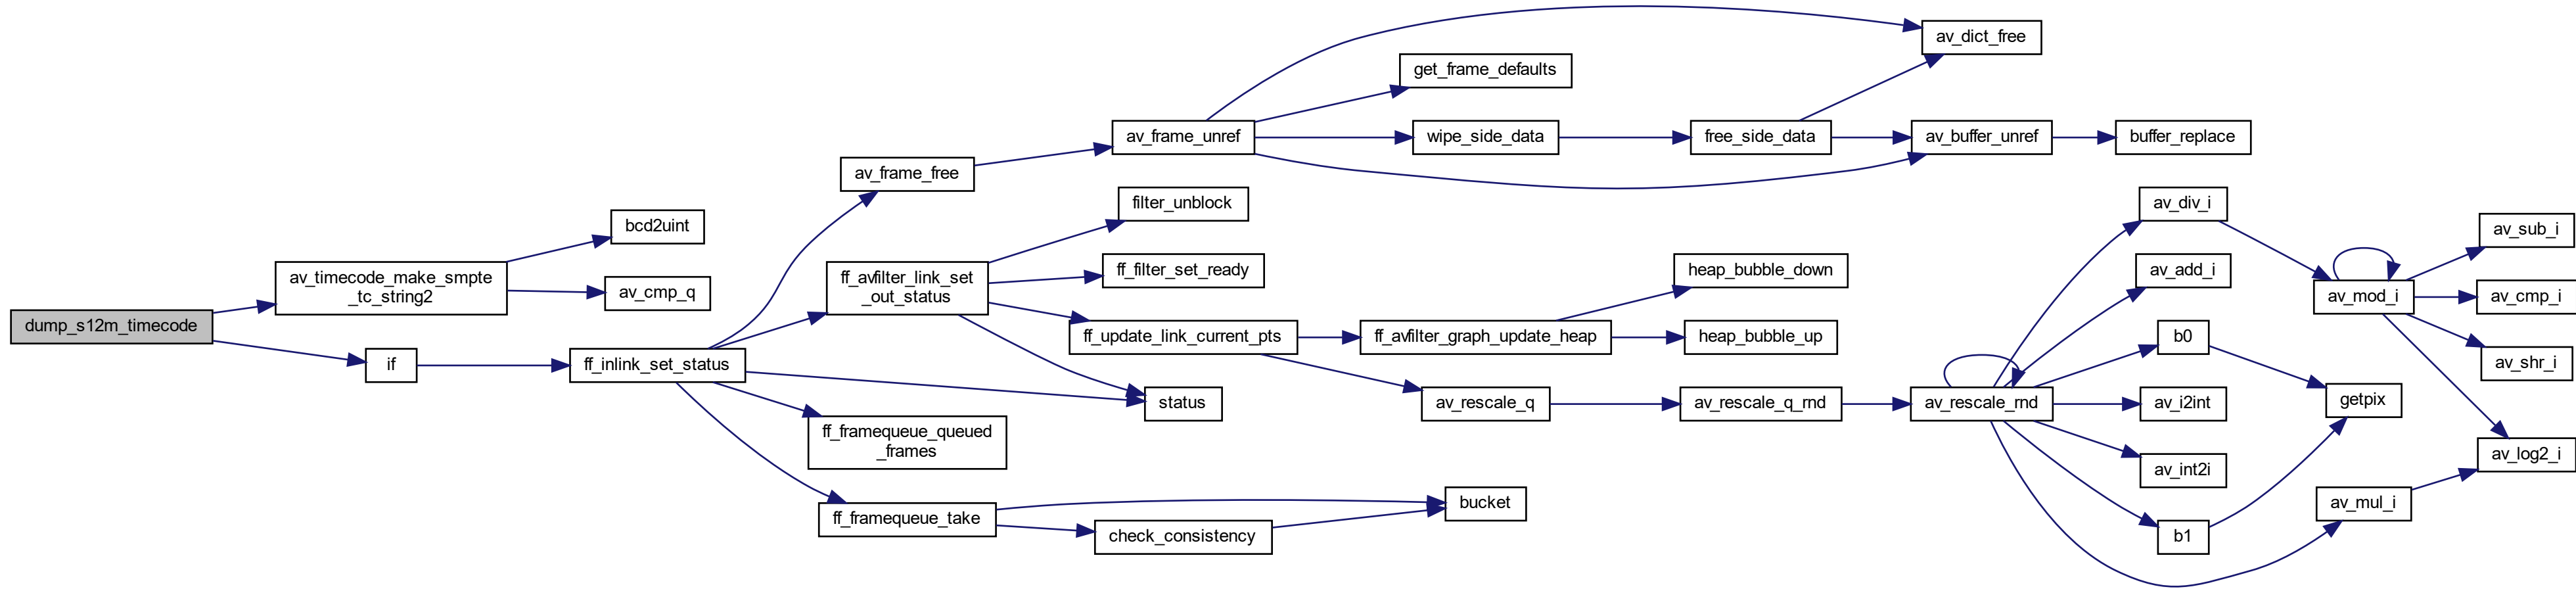 dump_s12m_timecode
av_timecode_make_smpte
_tc_string2
bcd2uint
av_cmp_q
if
ff_inlink_set_status
av_frame_free
av_frame_unref
av_dict_free
get_frame_defaults
wipe_side_data
free_side_data
av_buffer_unref
buffer_replace
ff_avfilter_link_set
_out_status
filter_unblock
ff_filter_set_ready
ff_update_link_current_pts
status
ff_avfilter_graph_update_heap
heap_bubble_down
heap_bubble_up
av_rescale_q
av_rescale_q_rnd
av_rescale_rnd
av_div_i
av_add_i
b0
av_i2int
av_int2i
b1
av_mod_i
getpix
av_mul_i
av_sub_i
av_cmp_i
av_shr_i
av_log2_i
ff_framequeue_queued
_frames
ff_framequeue_take
check_consistency
bucket